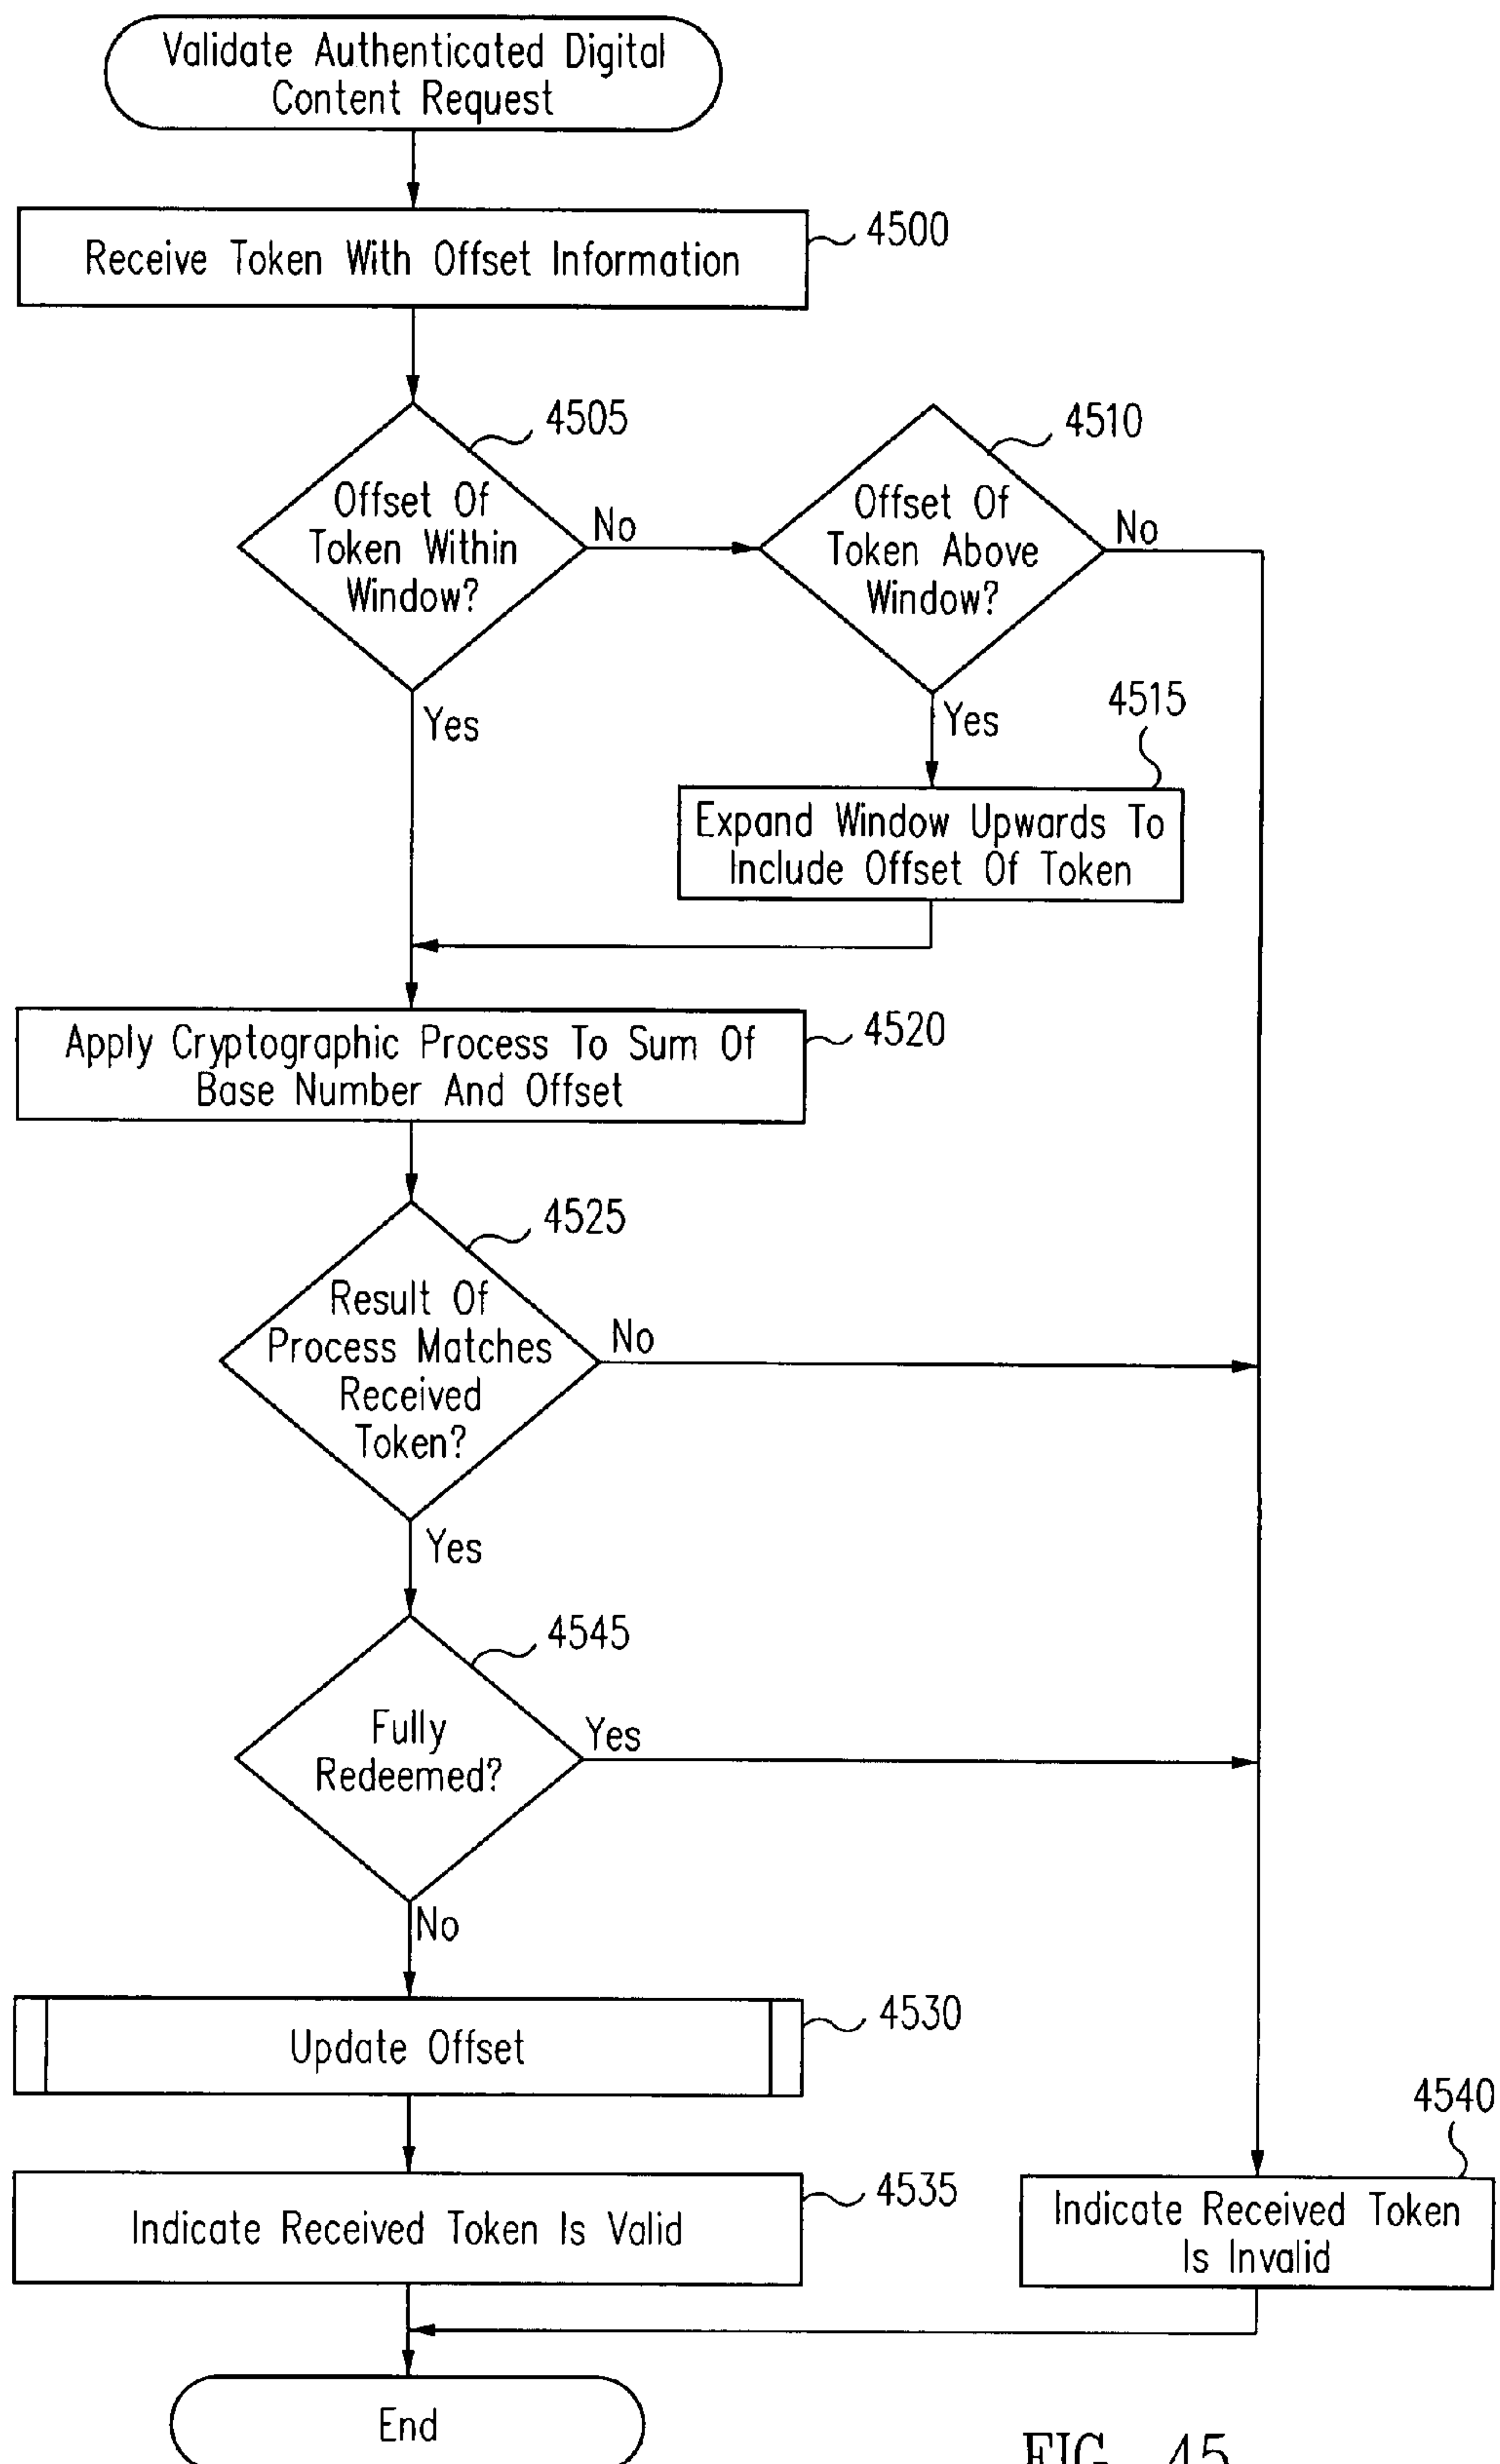 Validate Authenticated Digital
Content Request
Receive Token With Offset Information
4500
4505
Offset Of
Token Within
Window?
No
Yes
4510
Offset Of
Token Above
Window?
No
Yes
4515
Expand Window Upwards To
Include Offset Of Token
Apply Cryptographic Process To Sum Of
Base Number And Offset
4520
4525
Result Of
Process Matches
Received
Token?
No
Yes
4545
Fully
Redeemed?
Yes
No
Update Offset
4530
Indicate Received Token Is Valid
4535
4540
Indicate Received Token
Is Invalid
End
FIG. 45